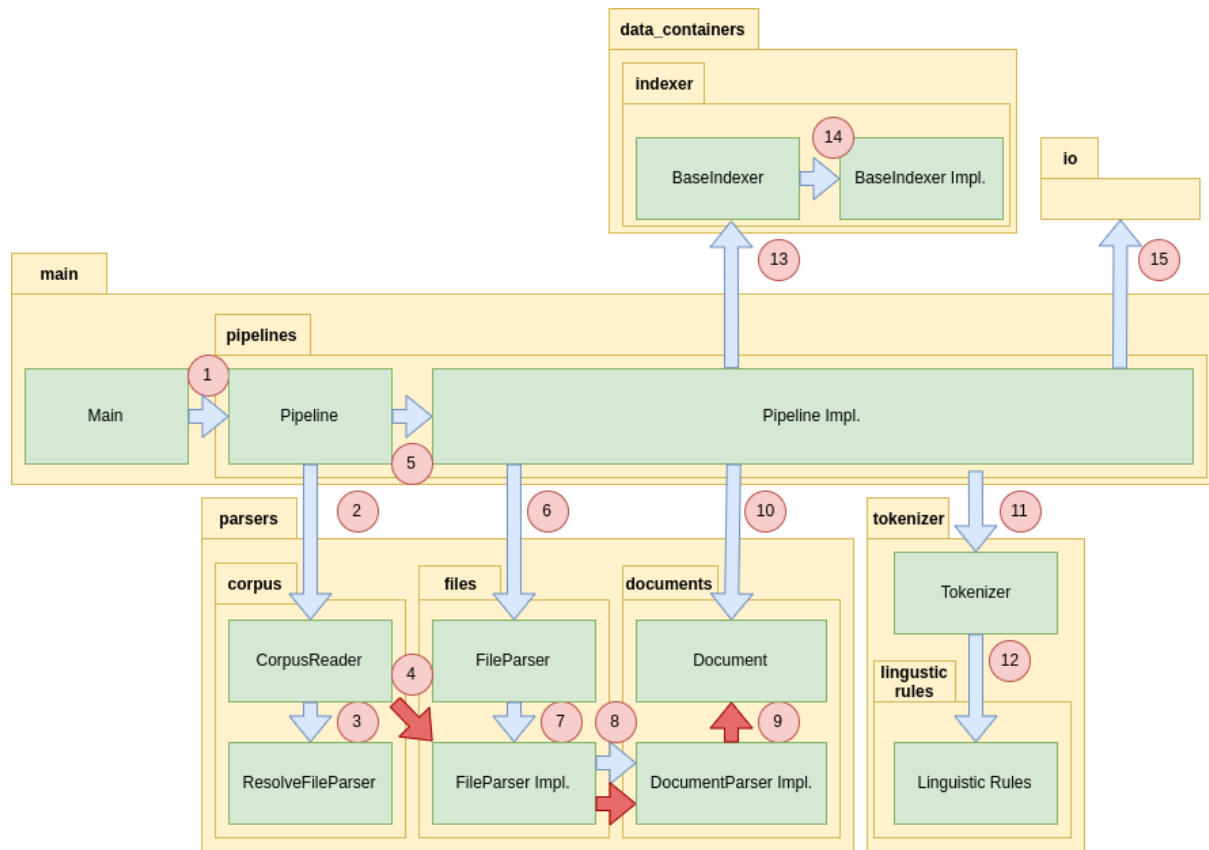 data_containers
indexer
14
BaseIndexer
BaseIndexer Impl.
io
13
15
main
pipelines
1
Main
Pipeline
Pipeline Impl.
5
2
6
10
11
parsers
tokenizer
corpus
files
documents
Tokenizer
CorpusReader
FileParser
Document
12
4
lingustic
rules
3
7
8
9
ResolveFileParser
FileParser Impl.
DocumentParser Impl.
Linguistic Rules